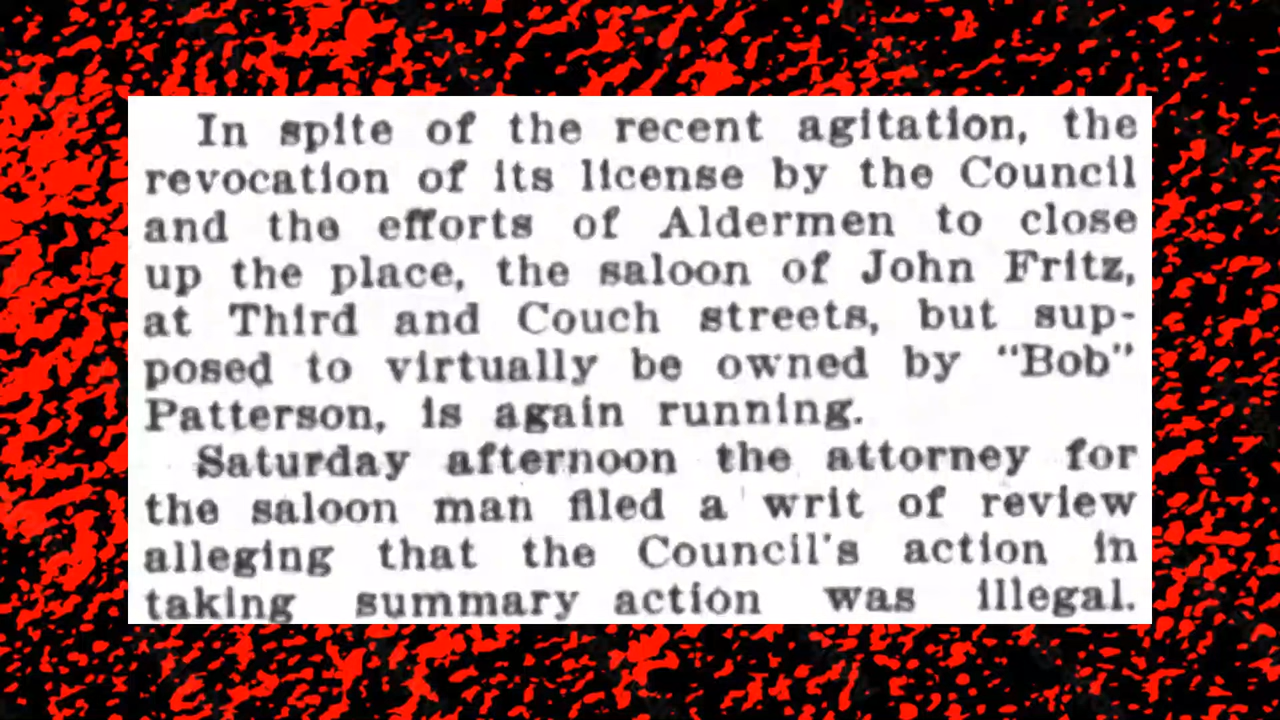 In spite of the recent agitation, the
revocation of its license by the Council
and the efforts of Aldermen to close
up the place, the saloon of John Fritz,
at Third and Couch streets, but sup-
posed to virtually be owned by “Bob”
Patterson, is again running.
Saturday afternoon the attorney for
the saloon man filed a writ of review
alleging that the Council's action in
taking summary action was illegal.